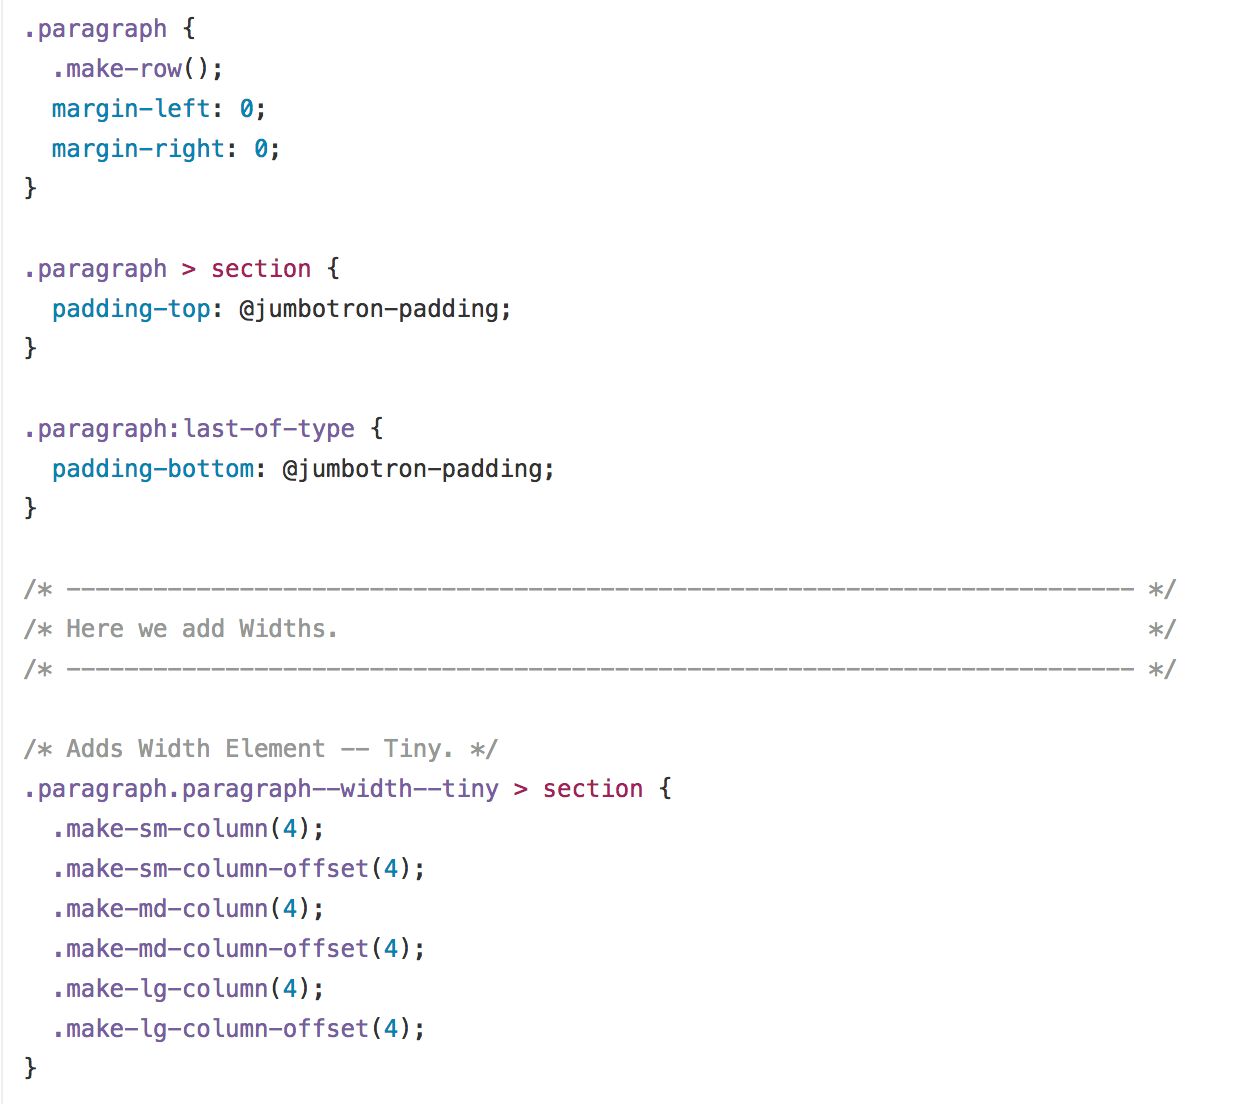 .paragraph {
  .make-row();
  margin-left: 0;
  margin-right: 0;
}

.paragraph > section {
  padding-top: @jumbotron-padding;
}

.paragraph:last-of-type {
  padding-bottom: @jumbotron-padding;
}

/* -------------------------------------------------------------------------- */
/* Here we add Widths.                                                        */
/* -------------------------------------------------------------------------- */

/* Adds Width Element -- Tiny. */
.paragraph.paragraph--width--tiny > section {
  .make-sm-column(4);
  .make-sm-column-offset(4);
  .make-md-column(4);
  .make-md-column-offset(4);
  .make-lg-column(4);
  .make-lg-column-offset(4);
}